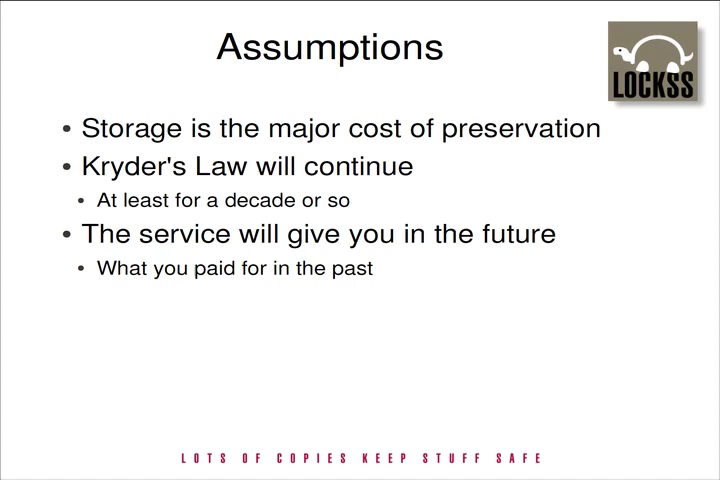 Assumptions
LOCKSS
• Storage is the major cost of preservation
• Kryder's Law will continue
• At least for a decade or so
• The service will give you in the future
• What you paid for in the past
LOTS OF COPIES KEEP STUFF SAFE